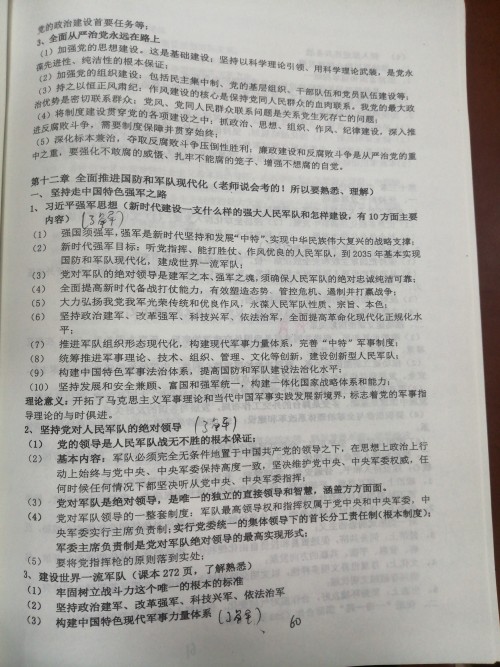 党的政治建设首要任务等；
3、全面从严治党永远在路上
（1）加强党的思想建设。这是基础建设；坚持以科学理论引领、用科学理论武装，是党永
葆先进性、纯洁性的根本保证；
（2）加强党的组织建设：包括民主集中制、党的基层组织、干部队伍和党员队伍建设等；
（3）持之以恒正风肃纪：作风建设的核心是保持党同人民群众的血肉联系。我党的最大政
治优势是密切联系群众；党风、党同人民群众联系问题是关系党生死存亡的问题；
（4）将制度建设贯穿党的各项建设之中：抓政治、思想、组织、作风、纪律建设，深入推
进反腐败斗争，需要制度保障并贯穿始终；
（5）深化标本兼治，夺取反腐败斗争压倒性胜利：廉政建设和反腐败斗争是从严治党的重
中之重，要强化不敢腐的威慑、扎牢不能腐的笼子、增强不想腐的自觉。
第十二章 全面推进国防和军队现代化（老师说会考的！所以要熟悉、理解）
一、坚持走中国特色强军之路
1、习近平强军思想（新时代建设一支什么样的强大人民军队和怎样建设，有 10 方面主要
内容）
（1） 强国须强军，强军是新时代坚持和发展“中特”、实现中华民族伟大复兴的战略支撑；
（2） 新时代强军目标：听党指挥、能打胜仗、作风优良的人民军队，到 2035 年基本实现
国防和军队现代化，建成世界一流军队；
（3） 党对军队的绝对领导是建军之本、强军之魂，须确保人民军队的绝对忠诚纯洁可靠；
（4） 全面提高新时代备战打仗能力，有效塑造态势、管控危机、遏制并打赢战争；
（5） 大力弘扬我党我军光荣传统和优良作风，永葆人民军队性质、宗旨、本色；
（6） 坚持政治建军、改革强军、科技兴军、依法治军，全面提高革命化现代化正规化水
平；
（7） 推进军队组织形态现代化，构建现代军事力量体系，完善“中特”军事制度；
（8） 统筹推进军事理论、技术、组织、管理、文化等创新，建设创新型人民军队；
（9） 构建中国特色军事法治体系，提高国防和军队建设法治化水平；
（10） 坚持发展和安全兼顾、富国和强军统一，构建一体化国家战略体系和能力；
理论意义：开拓了马克思主义军事理论和当代中国军事实践发展新境界，标志着党的军事指
导理论的与时俱进。
2、坚持党对人民军队的绝对领导
（1） 党的领导是人民军队战无不胜的根本保证；
（2） 基本内容：军队必须完全无条件地置于中国共产党的领导之下，在思想上政治上行
动上始终与党中央、中央军委保持高度一致，坚决维护党中央、中央军委权威，任
何时候任何情况下都坚决听从党中央、中央军委指挥；
（3） 党对军队是绝对领导，是唯一的独立的直接领导和智慧，涵盖方方面面。
（4） 党对军队领导的一整套制度：军队最高领导权和指挥权属于党中央和中央军委，中
央军委实行主席负责制；实行党委统一的集体领导下的首长分工责任制（根本制度）；
军委主席负责制是党对军队绝对领导的最高实现形式；
（5） 要将党指挥枪的原则落到实处；
3、建设世界一流军队（课本 272 页，了解熟悉）
（1） 牢固树立战斗力这个唯一的根本的标准
（2） 坚持政治建军、改革强军、科技兴军、依法治军
（3） 构建中国特色现代军事力量体系
60